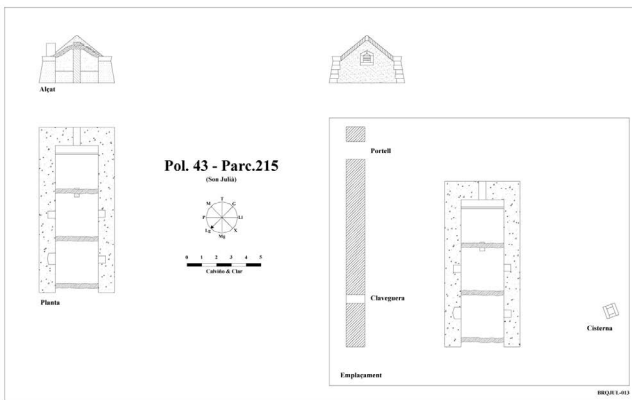 Alçat
Pol. 43 - Parc.215
(Son Julià)
T
M G
P Ll
Lg X
Mg
0 1 2 3 4 5
Calviño & Clar
Planta
Portell
Claveguera
Cisterna
Emplaçament
BRQJUL-013